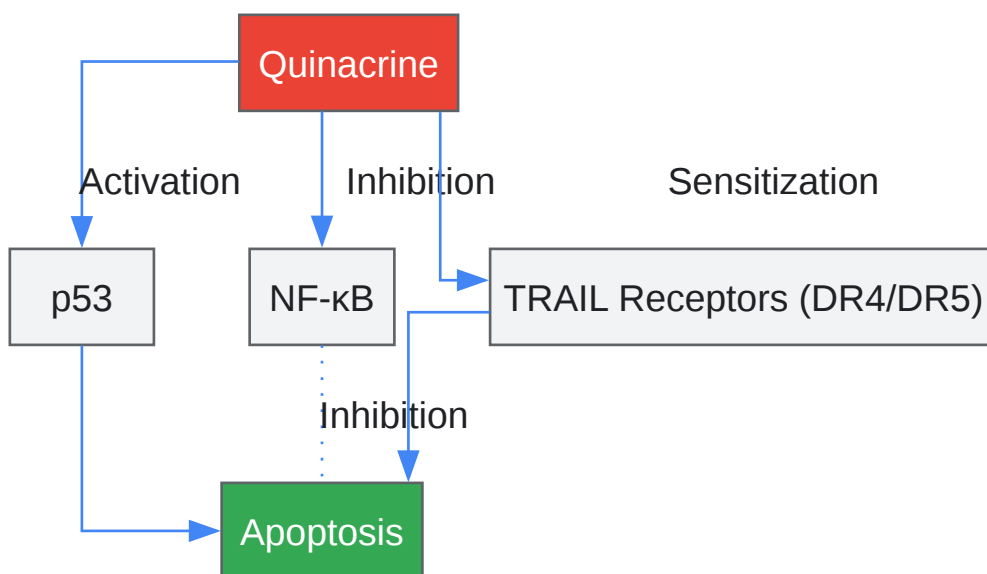 Quinacrine
Activation
Inhibition
Sensitization
p53
NF-κB
TRAIL Receptors (DR4/DR5)
Inhibition
Apoptosis